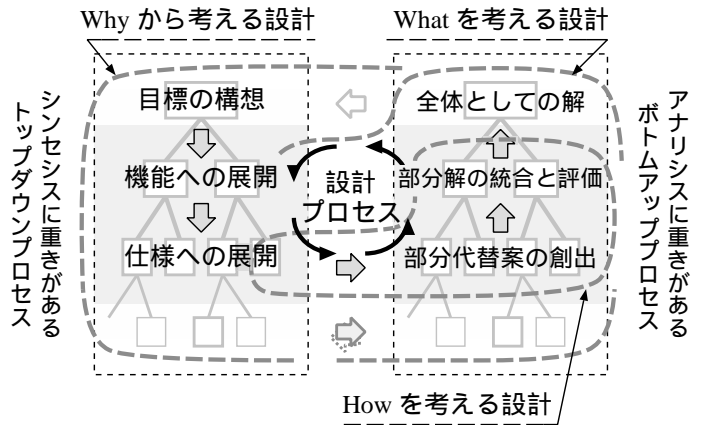 Why から考える設計
What を考える設計
シンセシスに重きがある
トップダウンプロセス
目標の構想
機能への展開
仕様への展開
設計
プロセス
全体としての解
部分解の統合と評価
部分代替案の創出
アナリシスに重きがある
ボトムアッププロセス
How を考える設計